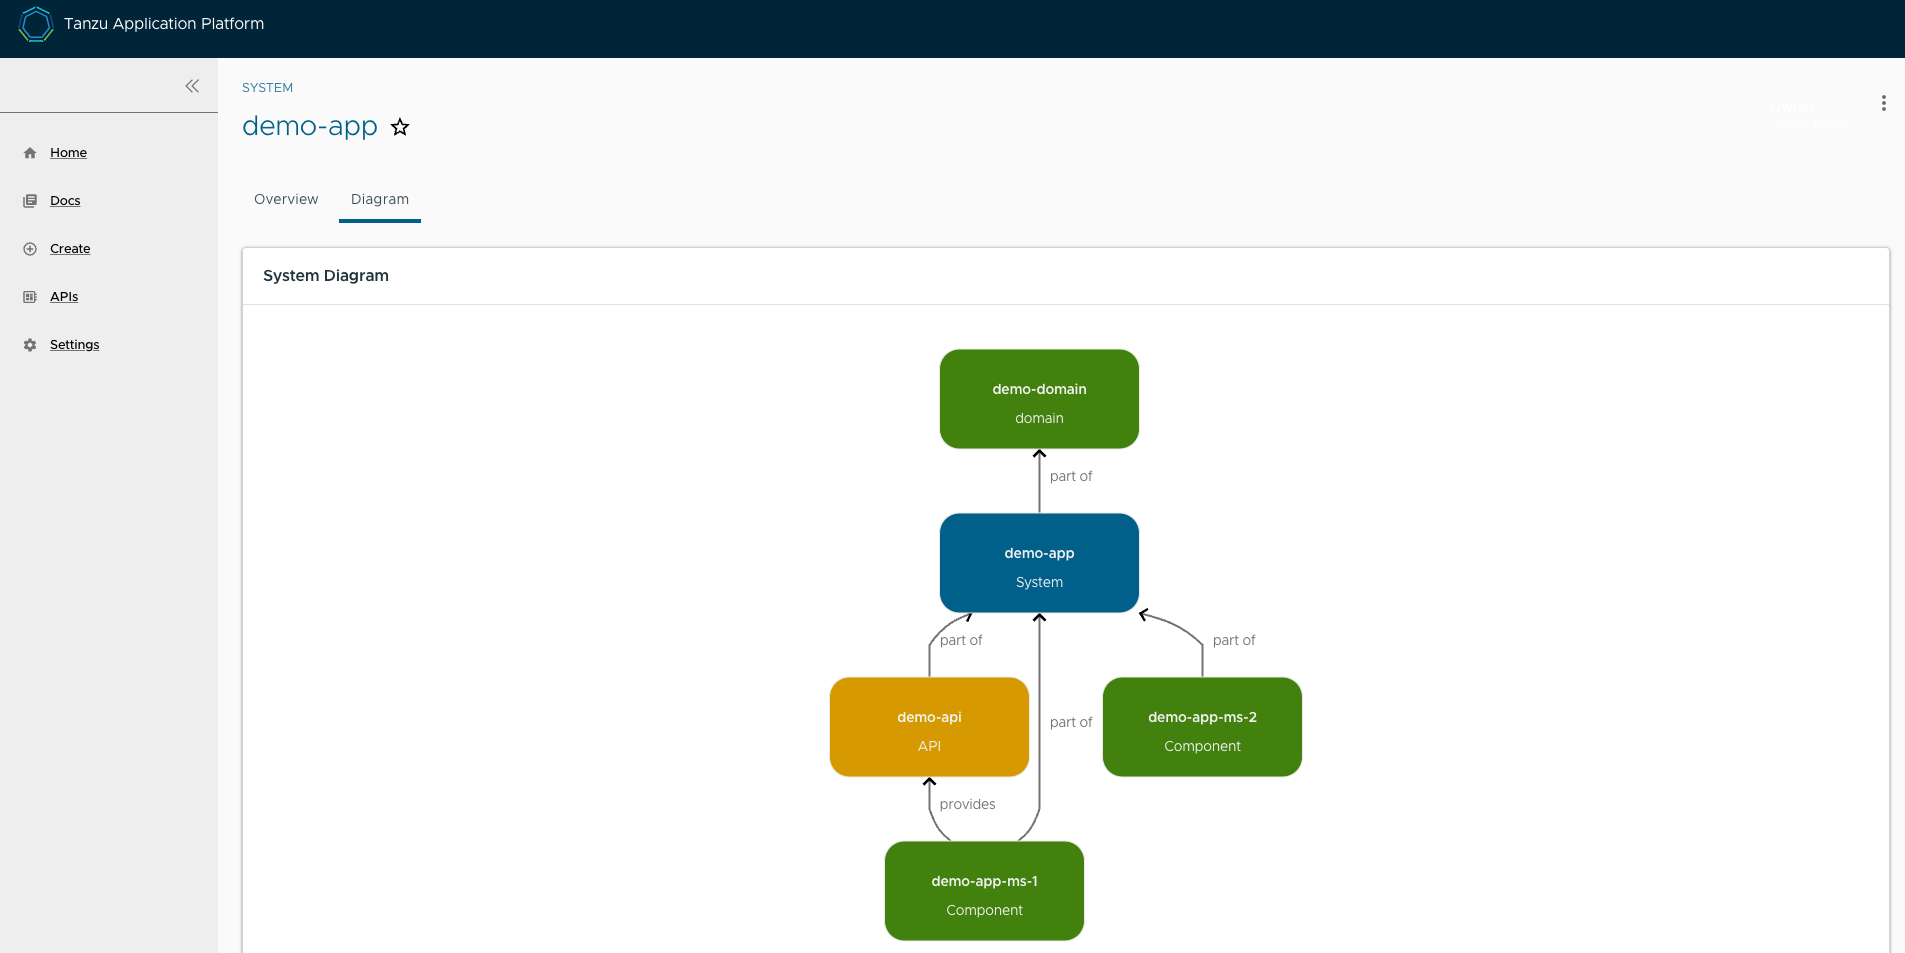 Tanzu Application Platform
SYSTEM
demo-app
Owner
Home
Docs
Create
APIs
Settings
Overview
Diagram
System Diagram
demo-domain
domain
part of
demo-app
System
part of
part of
demo-api
API
part of
demo-app-ms-2
Component
provides
demo-app-ms-1
Component